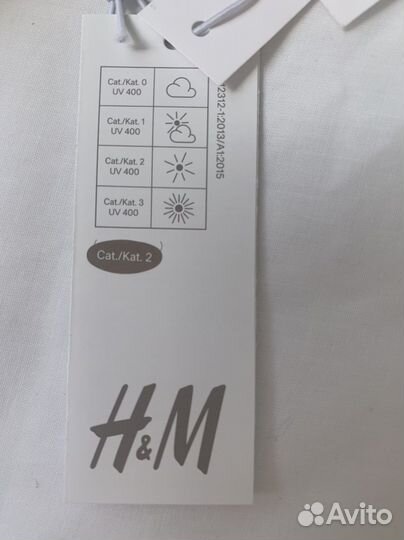 Cat./Kat. 0
UV 400
Cat./Kat. 1
UV 400
Cat./Kat. 2
UV 400
Cat./Kat. 3
UV 400
12312-1:2013/A1:2015
Cat./Kat. 2
H&M
Avito